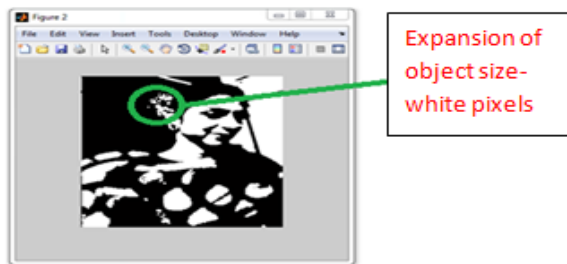 Figure 2
File Edit View Insert Tools Desktop Window Help
Expansion of
object size-
white pixels